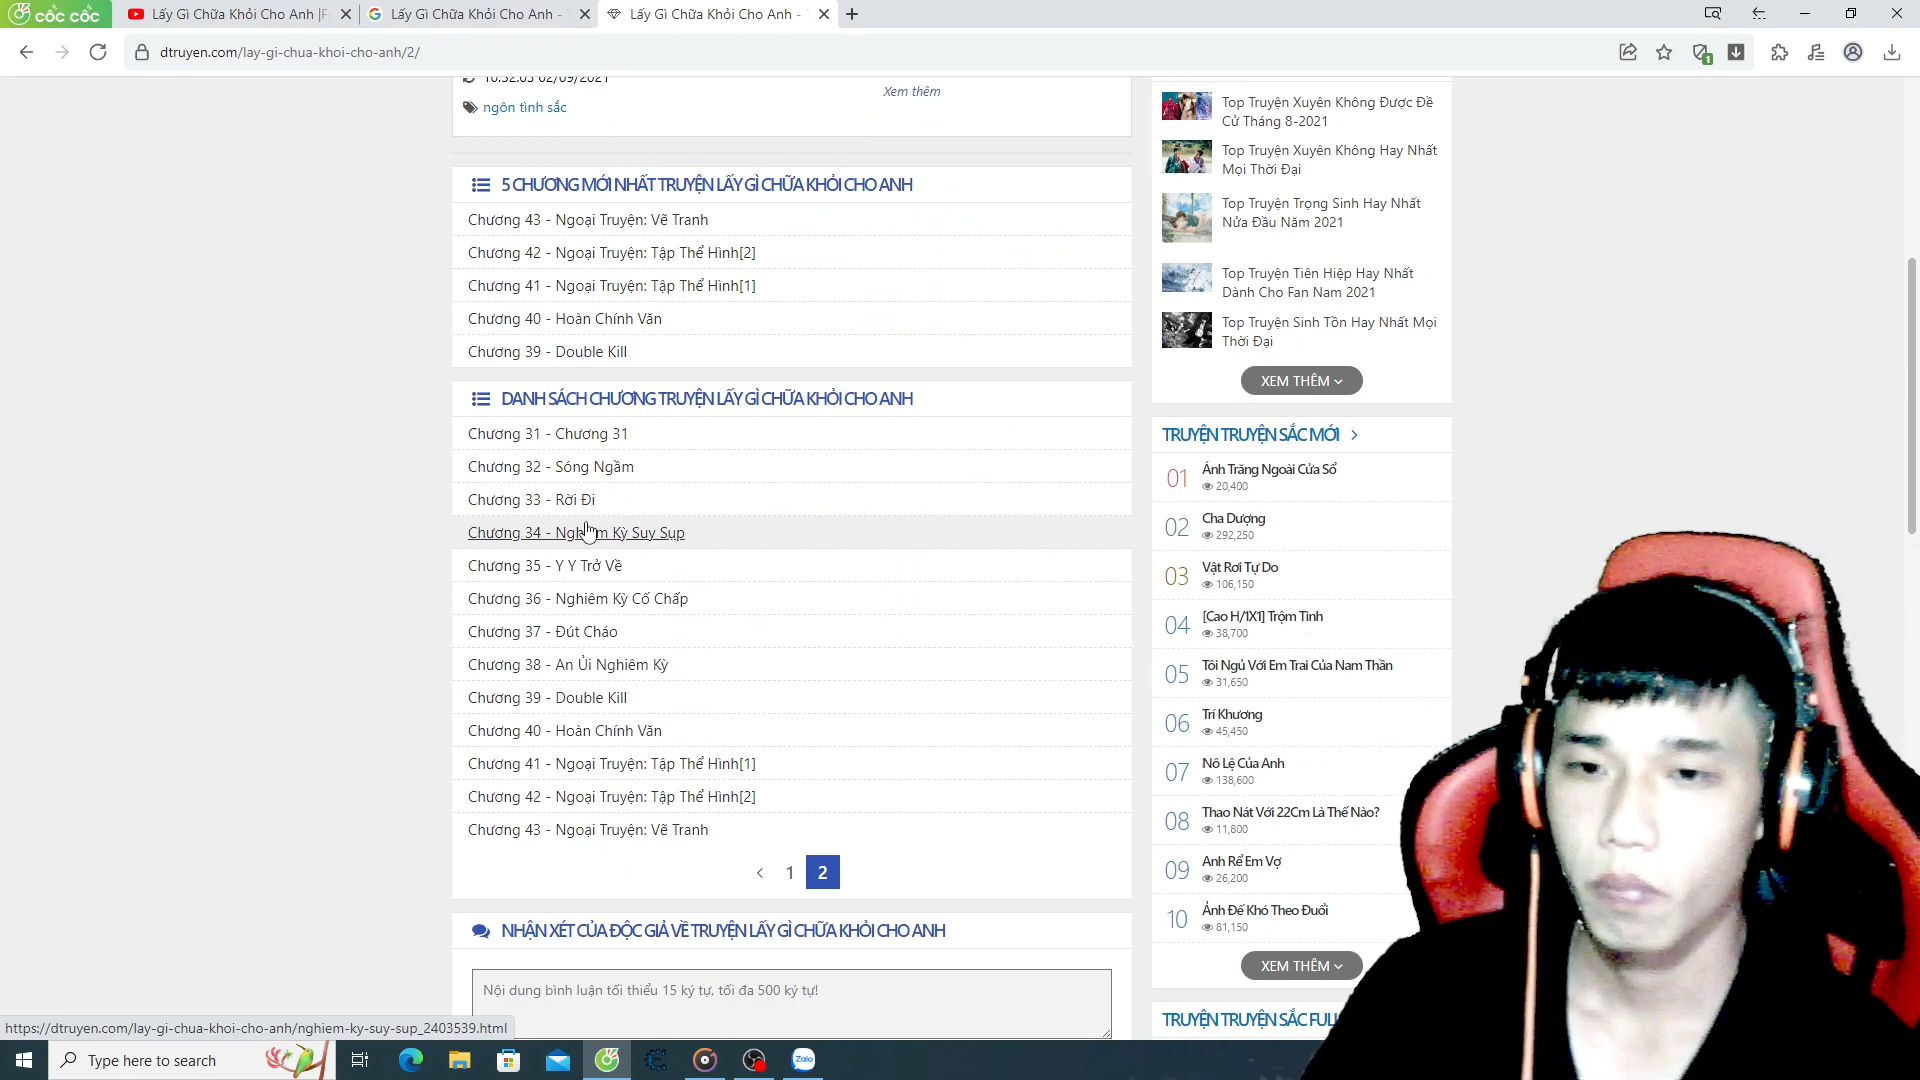 cốc cốc
Lấy Gì Chữa Khỏi Cho Anh |F
Lấy Gì Chữa Khỏi Cho Anh -
Lấy Gì Chữa Khỏi Cho Anh -
dtruyen.com/lay-gi-chua-khoi-cho-anh/2/
1
10:32:03 02/09/2021
Xem thêm
ngôn tình sắc
5 CHƯƠNG MỚI NHẤT TRUYỆN LẤY GÌ CHỮA KHỎI CHO ANH
Chương 43 - Ngoại Truyện: Vẽ Tranh
Chương 42 - Ngoại Truyện: Tập Thể Hình[2]
Chương 41 - Ngoại Truyện: Tập Thể Hình[1]
Chương 40 - Hoàn Chính Văn
Chương 39 - Double Kill
DANH SÁCH CHƯƠNG TRUYỆN LẤY GÌ CHỮA KHỎI CHO ANH
Chương 31 - Chương 31
Chương 32 - Sóng Ngầm
Chương 33 - Rời Đi
Chương 34 - Nghiêm Kỳ Suy Sụp
Chương 35 - Y Y Trở Về
Chương 36 - Nghiêm Kỳ Cố Chấp
Chương 37 - Đút Cháo
Chương 38 - An Ủi Nghiêm Kỳ
Chương 39 - Double Kill
Chương 40 - Hoàn Chính Văn
Chương 41 - Ngoại Truyện: Tập Thể Hình[1]
Chương 42 - Ngoại Truyện: Tập Thể Hình[2]
Chương 43 - Ngoại Truyện: Vẽ Tranh
1 2
NHẬN XÉT CỦA ĐỘC GIẢ VỀ TRUYỆN LẤY GÌ CHỮA KHỎI CHO ANH
Nội dung bình luận tối thiểu 15 ký tự, tối đa 500 ký tự!
Top Truyện Xuyên Không Được Đề
Cử Tháng 8-2021
Top Truyện Xuyên Không Hay Nhất
Mọi Thời Đại
Top Truyện Trọng Sinh Hay Nhất
Nửa Đầu Năm 2021
Top Truyện Tiên Hiệp Hay Nhất
Dành Cho Fan Nam 2021
Top Truyện Sinh Tồn Hay Nhất Mọi
Thời Đại
XEM THÊM
TRUYỆN TRUYỆN SẮC MỚI
01 Ánh Trăng Ngoài Cửa Sổ
20,400
02 Cha Dượng
292,250
03 Vật Rơi Tự Do
106,150
04 [Cao H/1X1] Trộm Tình
38,700
05 Tôi Ngủ Với Em Trai Của Nam Thần
31,650
06 Trí Khương
45,450
07 Nô Lệ Của Anh
138,600
08 Thao Nát Với 22Cm Là Thế Nào?
11,800
09 Anh Rể Em Vợ
26,200
10 Ảnh Đế Khó Theo Đuổi
81,150
XEM THÊM
TRUYỆN TRUYỆN SẮC FULL
https://dtruyen.com/lay-gi-chua-khoi-cho-anh/nghiem-ky-suy-sup_2403539.html
Type here to search
Zalo